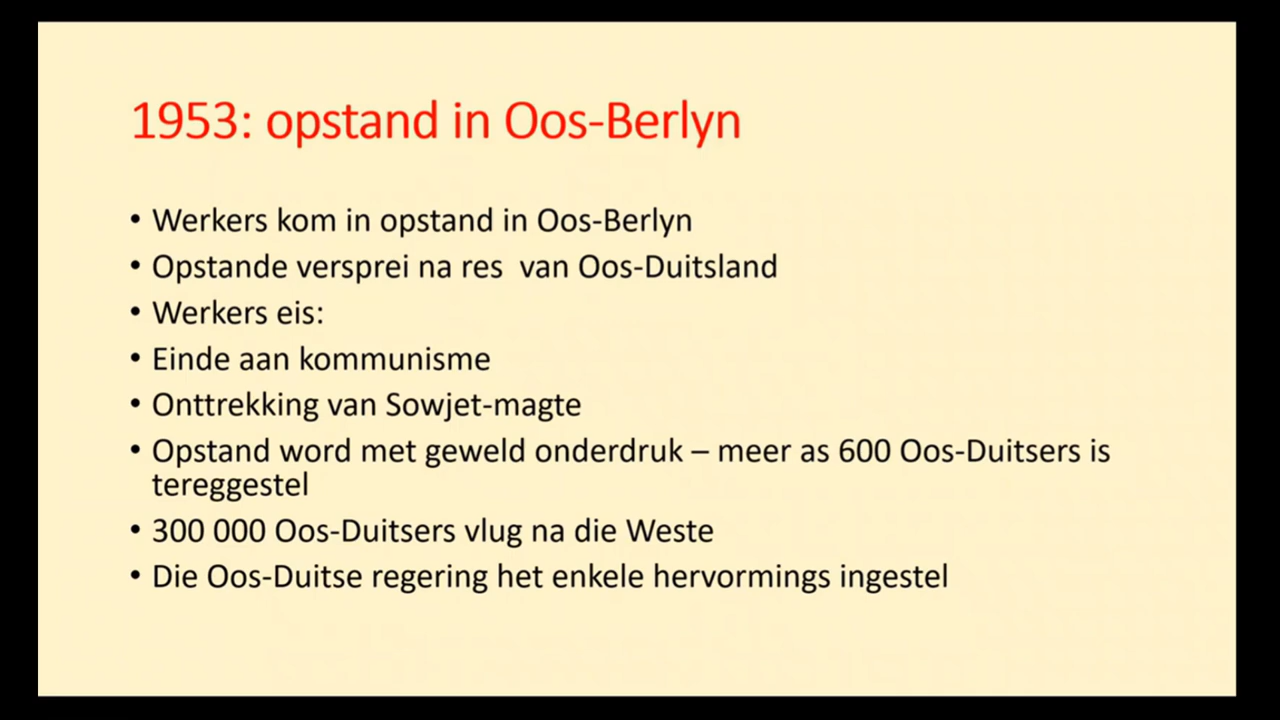 1953: opstand in Oos-Berlyn
• Werkers kom in opstand in Oos-Berlyn
• Opstande versprei na res  van Oos-Duitsland
• Werkers eis:
• Einde aan kommunisme
• Onttrekking van Sowjet-magte
• Opstand word met geweld onderdruk – meer as 600 Oos-Duitsers is
tereggestel
• 300 000 Oos-Duitsers vlug na die Weste
• Die Oos-Duitse regering het enkele hervormings ingestel